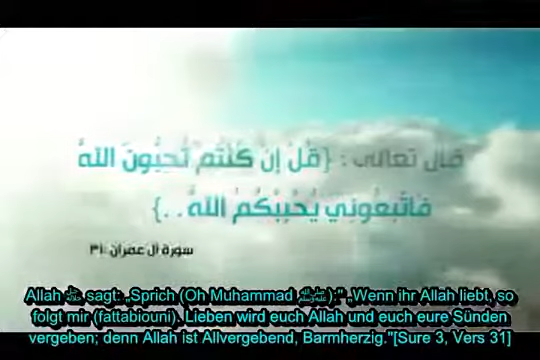 قال تعالى : {قُلْ إِن كُنتُمْ تُحِبُّونَ اللهَ
فَاتَّبِعُونِي يُحْبِبْكُمُ اللهُ . .}
سورة آل عمران ٣١
Allah ﷻ sagt: „Sprich (Oh Muhammad ﷺ):" „Wenn ihr Allah liebt, so
folgt mir (fattabiouni). Lieben wird euch Allah und euch eure Sünden
vergeben; denn Allah ist Allvergebend, Barmherzig."[Sure 3, Vers 31]